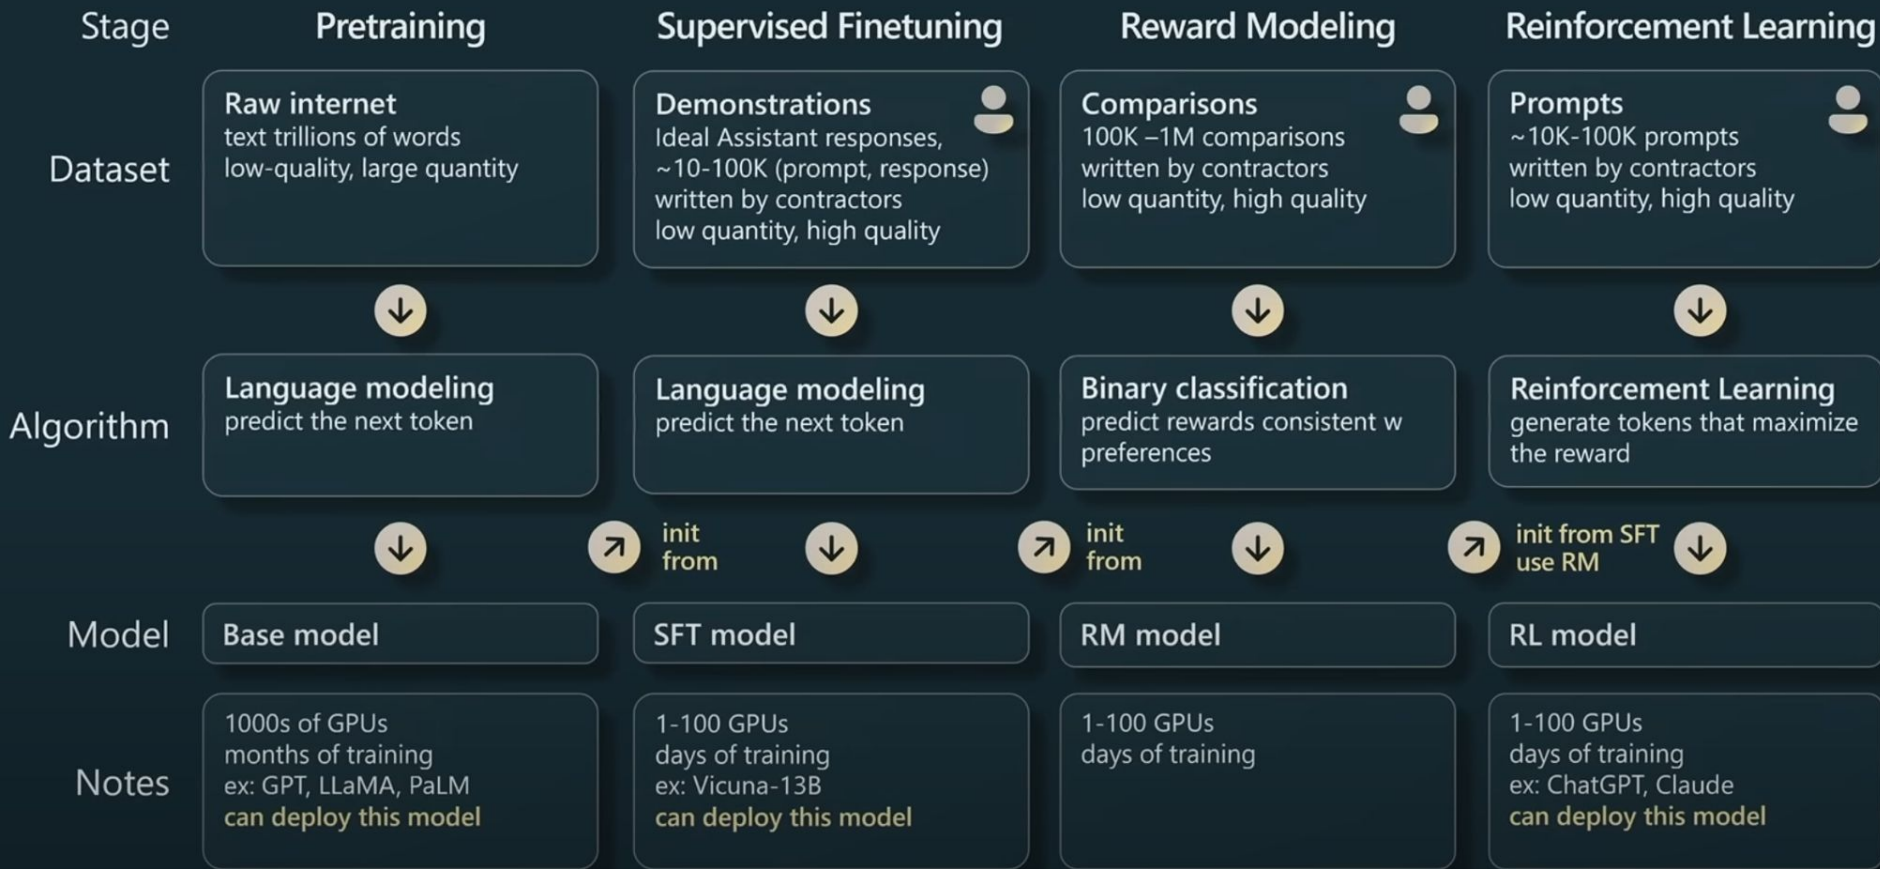 Stage
Pretraining
Supervised Finetuning
Reward Modeling
Reinforcement Learning
Dataset
Raw internet
text trillions of words
low-quality, large quantity
Demonstrations
Ideal Assistant responses,
~10-100K (prompt, response)
written by contractors
low quantity, high quality
Comparisons
100K –1M comparisons
written by contractors
low quantity, high quality
Prompts
~10K-100K prompts
written by contractors
low quantity, high quality
Algorithm
Language modeling
predict the next token
Language modeling
predict the next token
Binary classification
predict rewards consistent w
preferences
Reinforcement Learning
generate tokens that maximize
the reward
init
from
init
from
init from SFT
use RM
Model
Base model
SFT model
RM model
RL model
Notes
1000s of GPUs
months of training
ex: GPT, LLaMA, PaLM
can deploy this model
1-100 GPUs
days of training
ex: Vicuna-13B
can deploy this model
1-100 GPUs
days of training
1-100 GPUs
days of training
ex: ChatGPT, Claude
can deploy this model